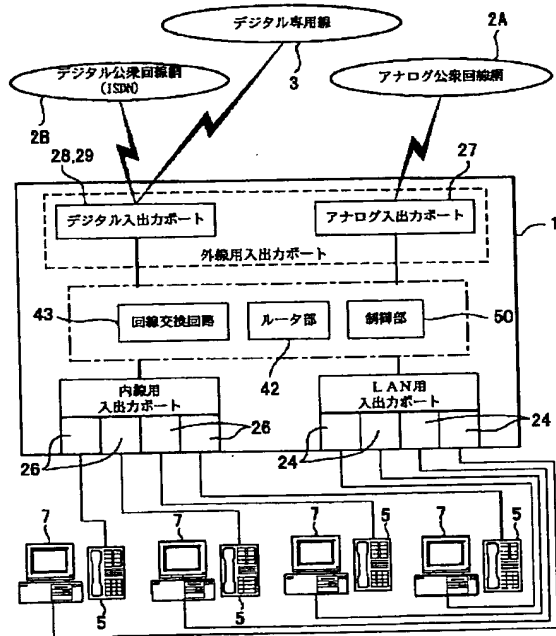 デジタル専用線
3
デジタル公衆回線網
(ISDN)
2B
アナログ公衆回線網
2A
28,29
27
デジタル入出力ポート
アナログ入出力ポート
外線用入出力ポート
1
43
回線交換回路
ルータ部
制御部
50
42
内線用
入出力ポート
LAN用
入出力ポート
26
26
24
24
7
5
7
5
7
5
7
5